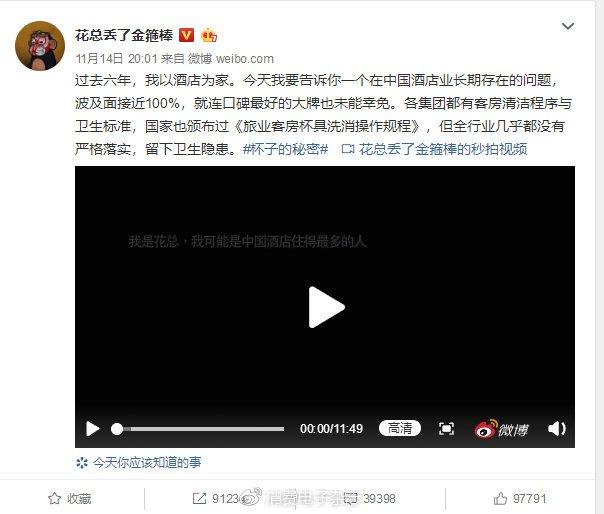 花总丢了金箍棒
11月14日 20:01 来自 微博 weibo.com
过去六年，我以酒店为家。今天我要告诉你一个在中国酒店业长期存在的问题，
波及面接近100%，就连口碑最好的大牌也未能幸免。各集团都有客房清洁程序与
卫生标准，国家也颁布过《旅业客房杯具洗消操作规程》，但全行业几乎都没有
严格落实，留下卫生隐患。#杯子的秘密# 花总丢了金箍棒的秒拍视频
我是花总，我可能是中国酒店住得最多的人
00:00/11:49 高清 微博
今天你应该知道的事
收藏 9123 39398 97791
消费电子杂志